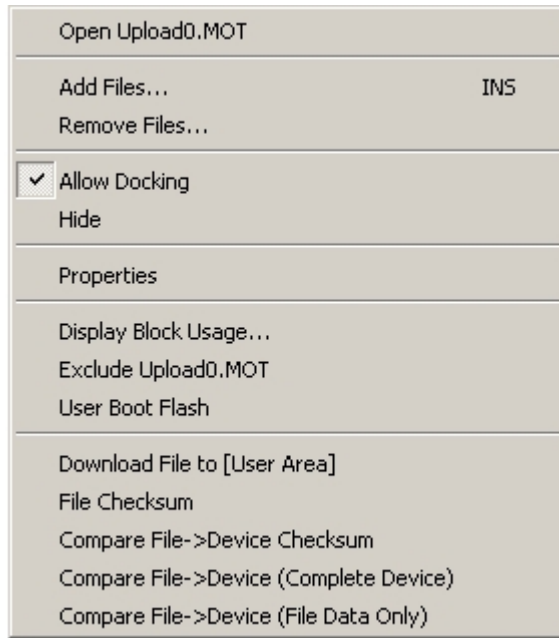 Open Upload0.MOT
Add Files... INS
Remove Files...
Allow Docking
Hide
Properties
Display Block Usage...
Exclude Upload0.MOT
User Boot Flash
Download File to [User Area]
File Checksum
Compare File->Device Checksum
Compare File->Device (Complete Device)
Compare File->Device (File Data Only)